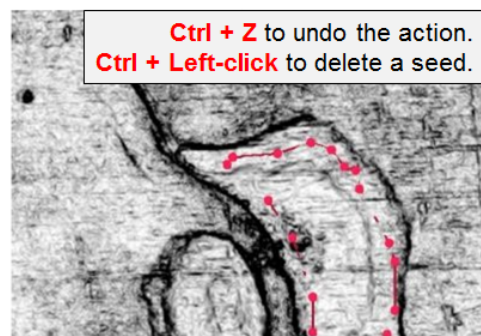 Ctrl + Z to undo the action.
Ctrl + Left-click to delete a seed.